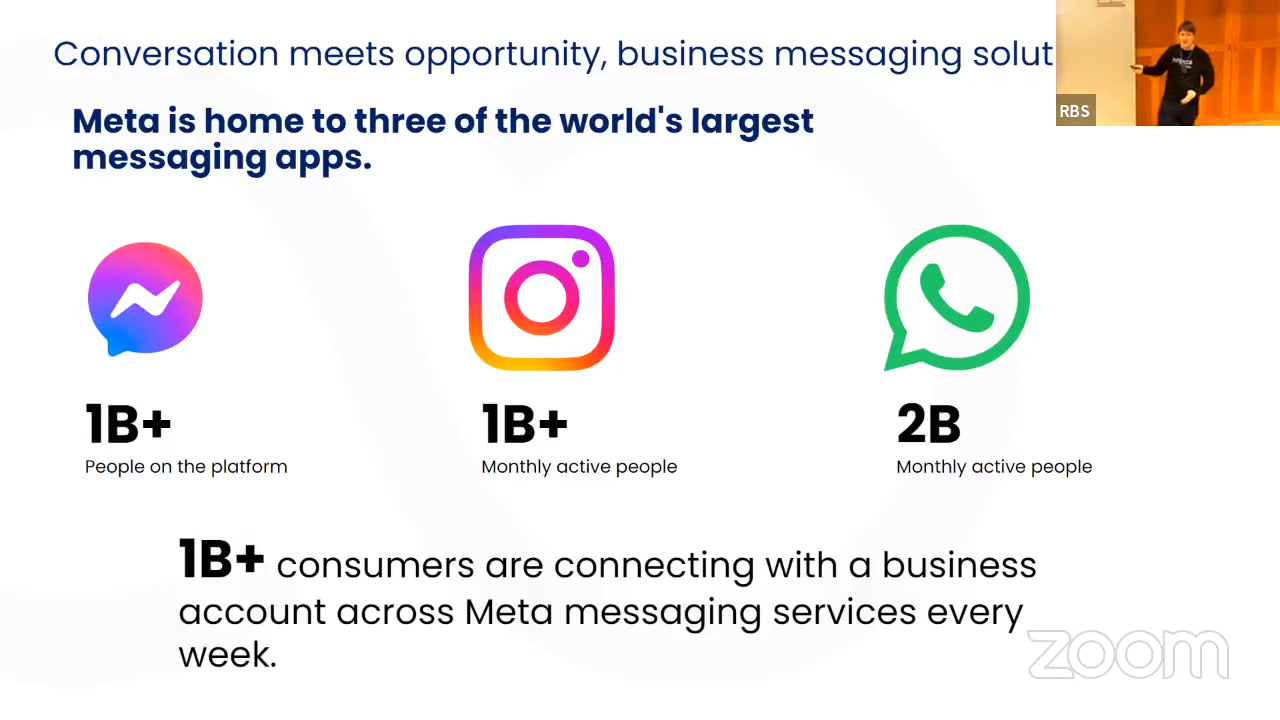 Conversation meets opportunity, business messaging solut
RBS
Meta is home to three of the world's largest
messaging apps.
1B+
People on the platform
1B+
Monthly active people
2B
Monthly active people
1B+ consumers are connecting with a business
account across Meta messaging services every
week.
zoom